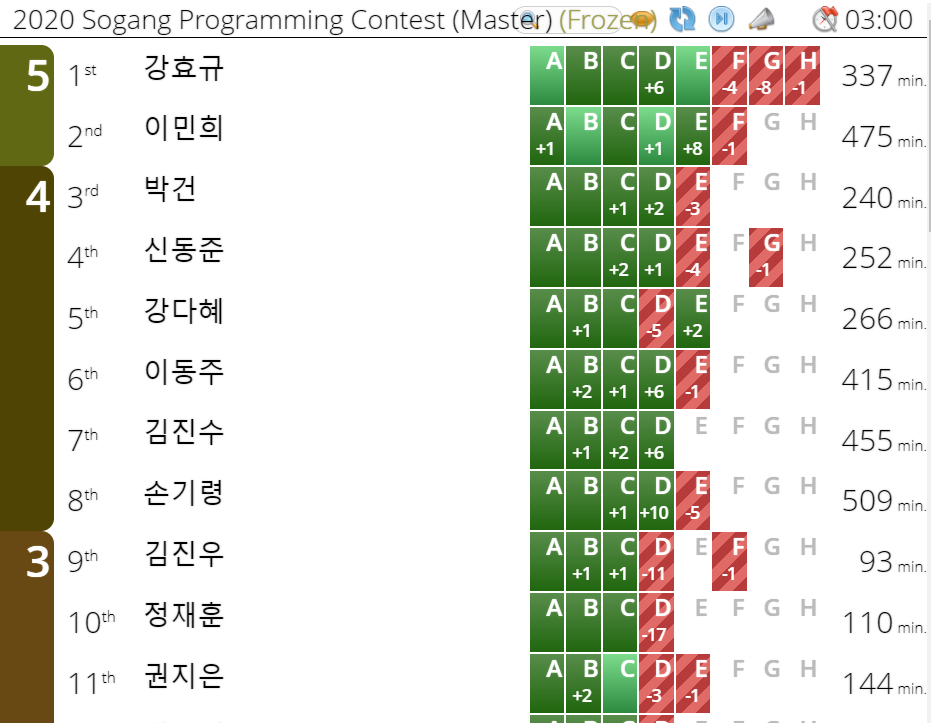 2020 Sogang Programming Contest (Master) (Frozen) 03:00
5 1st 강효규 A B C D +6 E F -4 G -8 H -1 337 min.
2nd 이민희 A +1 B C D +1 E +8 F -1 G H 475 min.
4 3rd 박건 A B C +1 D +2 E -3 F G H 240 min.
4th 신동준 A B C +2 D +1 E -4 F G -1 H 252 min.
5th 강다혜 A B +1 C D -5 E +2 F G H 266 min.
6th 이동주 A B +2 C +1 D +6 E -1 F G H 415 min.
7th 김진수 A B +1 C +2 D +6 E F G H 455 min.
8th 손기령 A B C +1 D +10 E -5 F G H 509 min.
3 9th 김진우 A B +1 C +1 D -11 E F -1 G H 93 min.
10th 정재훈 A B C D -17 E F G H 110 min.
11th 권지은 A B +2 C D -3 E -1 F G H 144 min.